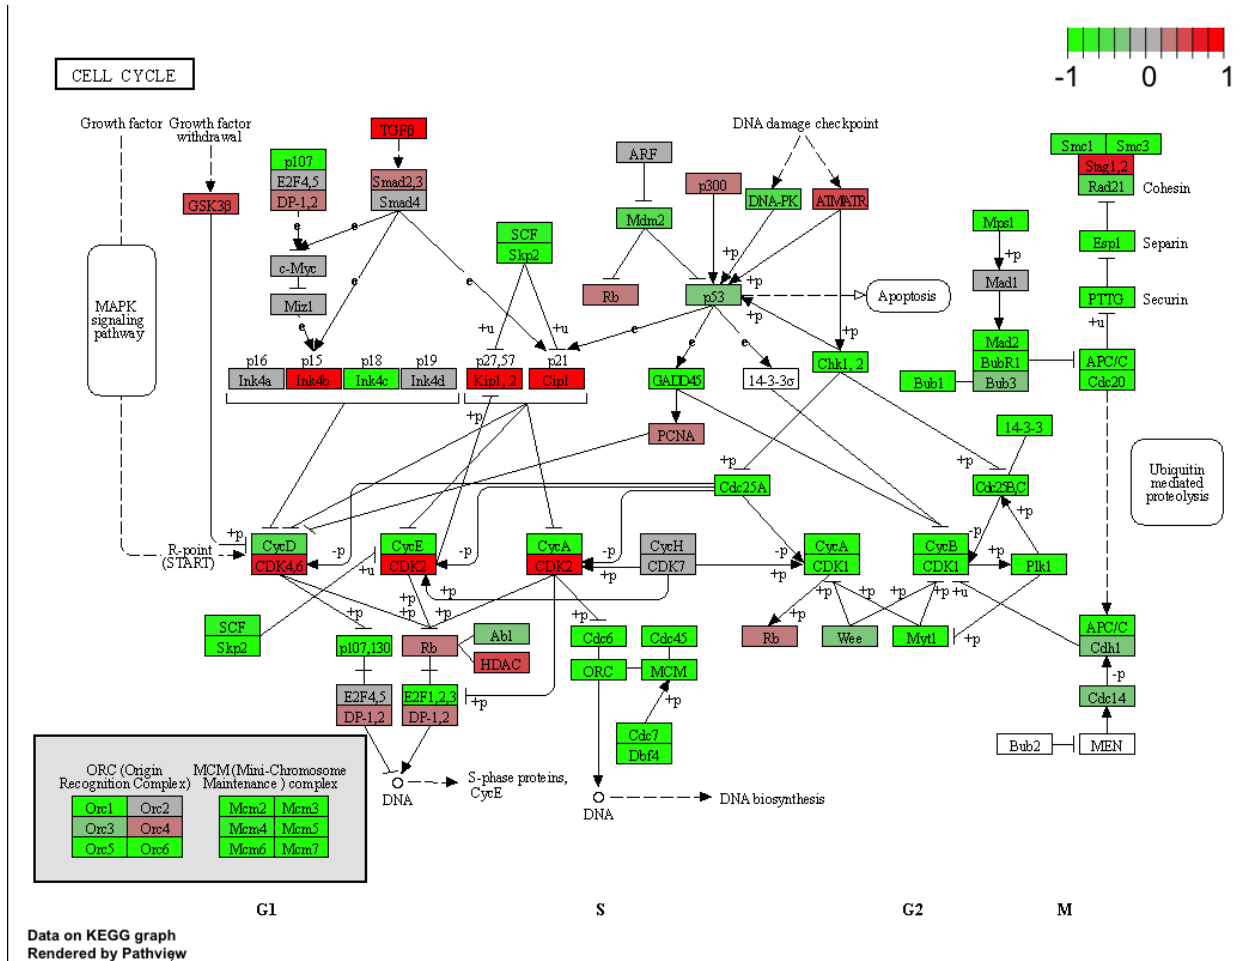 -1 0 1
CELL CYCLE
Growth factor
Growth factor
withdrawal
TGFβ
DNA damage checkpoint
p107
E2F4,5
DP-1,2
Smad2,3
Smad4
GSK3β
ARF
p300
DNA-PK
ATM/ATR
Mdm2
Smc1 Smc3
Stag1,2
Rad21
Cohesin
Mps1
+p
Esp1
Separin
SCF
Skp2
e
e
c-Myc
Miz1
MAPK
signaling
pathway
e
e
Rb
p53
+p
+p
+p
Apoptosis
Mad1
PTTG
Securin
+u
+u
+u
e
e
e
+p
p16
Ink4a
p15
Ink4b
p18
Ink4c
p19
Ink4d
p27,57
Kip1, 2
p21
Cip1
GADD45
14-3-3σ
Chk1, 2
Mad2
BubR1
Bub3
Bub1
APC/C
Cdc20
+p
PCNA
14-3-3
+p
+p
Cdc25A
Cdc25B,C
Ubiquitin
mediated
proteolysis
R-point
(START)
+p
CycD
CDK4,6
-p
CycE
CDK2
-p
CycA
CDK2
-p
+p
CycH
CDK7
-p
+p
CycA
CDK1
-p
CycB
CDK1
-p
+p
+p
Plk1
+u
+p
+p
+p
+p
+p
+p
+p
+p
+p
+u
SCF
Skp2
p107,130
Rb
Abl
HDAC
Cdc6
Cdc45
ORC
MCM
Rb
Wee
Myt1
+p
APC/C
Cdh1
-p
E2F4,5
DP-1,2
E2F1,2,3
DP-1,2
+p
+p
Cdc7
Dbf4
Cdc14
Bub2
MEN
DNA
S-phase proteins,
CycE
DNA
DNA biosynthesis
ORC (Origin
Recognition Complex)
MCM (Mini-Chromosome
Maintenance ) complex
Orc1 Orc2
Orc3 Orc4
Orc5 Orc6
Mcm2 Mcm3
Mcm4 Mcm5
Mcm6 Mcm7
G1 S G2 M
Data on KEGG graph
Rendered by Pathview